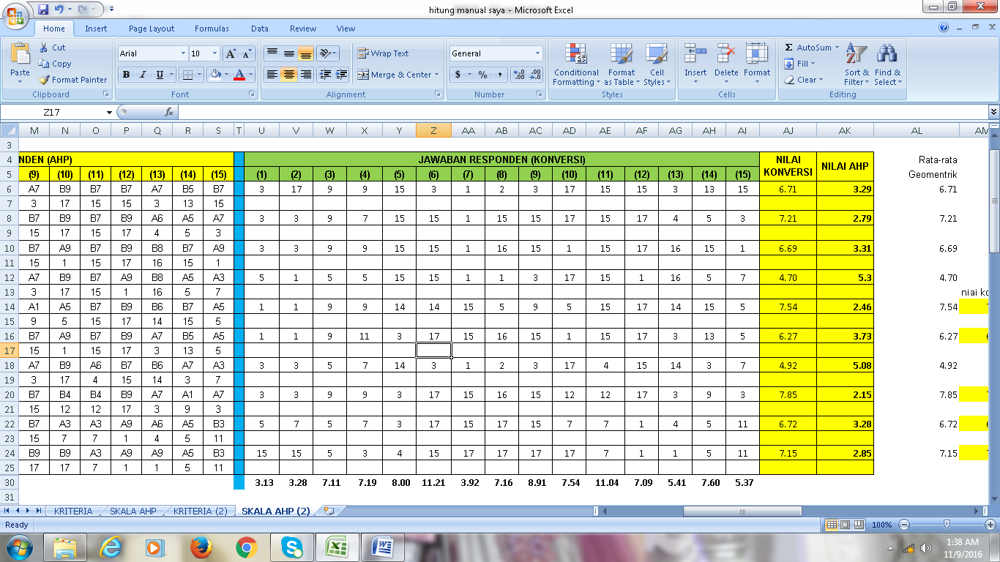 hitung manual saya - Microsoft Excel
Home Insert Page Layout Formulas Data Review View
Paste Cut Copy Format Painter
Arial 10
B I U
Wrap Text
Merge & Center
General
$ % ,
Conditional Formatting Format as Table Cell Styles
Insert Delete Format
AutoSum Fill Clear
Sort & Filter Find & Select
Clipboard Font Alignment Number Styles Cells Editing
Z17 fx
M N O P Q R S T U V W X Y Z AA AB AC AD AE AF AG AH AI AJ AK AL AM
3
4 NDEN (AHP) JAWABAN RESPONDEN (KONVERSI) NILAI KONVERSI NILAI AHP Rata-rata
5 (9) (10) (11) (12) (13) (14) (15) (1) (2) (3) (4) (5) (6) (7) (8) (9) (10) (11) (12) (13) (14) (15) Geomentrik
6 A7 B9 B7 B7 A7 B5 B7 3 17 9 9 15 3 1 2 3 17 15 15 3 13 15 6.71 3.29 6.71
7 3 17 15 15 3 13 15
8 B7 B9 B7 B9 A6 A5 A7 3 3 9 7 15 15 1 15 15 17 15 17 4 5 3 7.21 2.79 7.21
9 15 17 15 17 4 5 3
10 B7 A9 B7 B9 B8 B7 A9 3 3 9 9 15 15 1 16 15 1 15 17 16 15 1 6.69 3.31 6.69
11 15 1 15 17 16 15 1
12 A7 B9 B7 A9 B8 A5 A3 5 1 5 5 15 15 1 1 3 17 15 1 16 5 7 4.70 5.3 4.70
13 3 17 15 1 16 5 7 niai ko
14 A1 A5 B7 B9 B6 B7 A5 1 1 9 9 14 14 15 5 9 5 15 17 14 15 5 7.54 2.46 7.54
15 9 5 15 17 14 15 5
16 B7 A9 B7 B9 A7 B5 A5 1 1 9 11 3 17 15 16 15 1 15 17 3 13 5 6.27 3.73 6.27
17 15 1 15 17 3 13 5
18 A7 B9 A6 B7 B6 A7 A3 3 3 5 7 14 3 1 2 3 17 4 15 14 3 7 4.92 5.08 4.92
19 3 17 4 15 14 3 7
20 B7 B4 B4 B9 A7 A1 A7 3 3 9 9 3 17 15 16 15 12 12 17 3 9 3 7.85 2.15 7.85
21 15 12 12 17 3 9 3
22 B7 A3 A3 A9 A6 A5 B3 5 7 5 7 3 17 15 17 15 7 7 1 4 5 11 6.72 3.28 6.72
23 15 7 7 1 4 5 11
24 B9 B9 A3 A9 A9 A5 B3 15 15 5 3 4 15 17 17 17 17 7 1 1 5 11 7.15 2.85 7.15
25 17 17 7 1 1 5 11
30 3.13 3.28 7.11 7.19 8.00 11.21 3.92 7.16 8.91 7.54 11.04 7.09 5.41 7.60 5.37
31
KRITERIA SKALA AHP KRITERIA (2) SKALA AHP (2)
Ready 100%
1:38 AM
11/9/2016